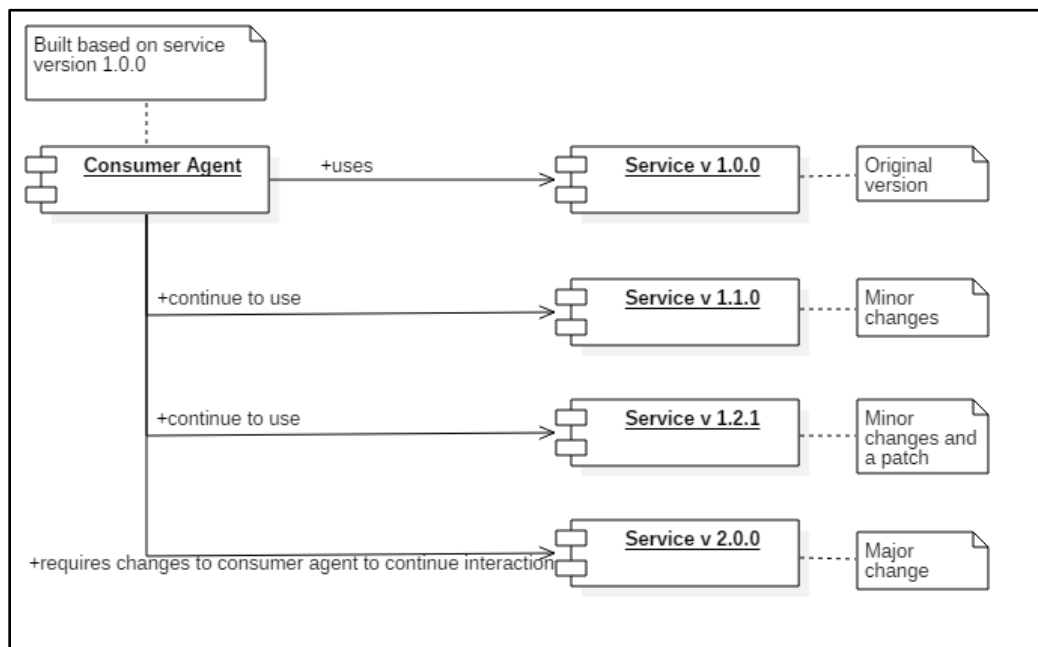 Built based on service
version 1.0.0
Consumer Agent
+uses
Service v 1.0.0
Original
version
+continue to use
Service v 1.1.0
Minor
changes
+continue to use
Service v 1.2.1
Minor
changes and
a patch
+requires changes to consumer agent to continue interaction
Service v 2.0.0
Major
change